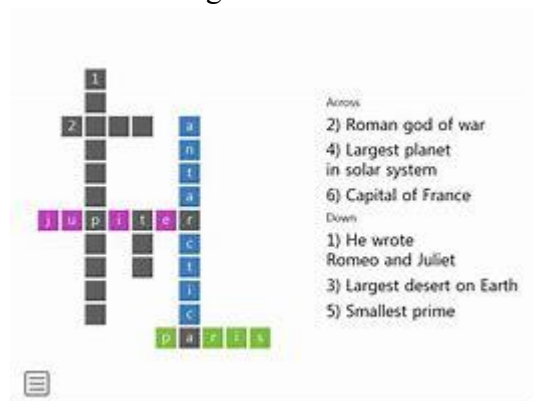 1
2 a
n
t
a
j u p i t e r
c
t
i
c
p a r i s
Across
2) Roman god of war
4) Largest planet
in solar system
6) Capital of France
Down
1) He wrote
Romeo and Juliet
3) Largest desert on Earth
5) Smallest prime